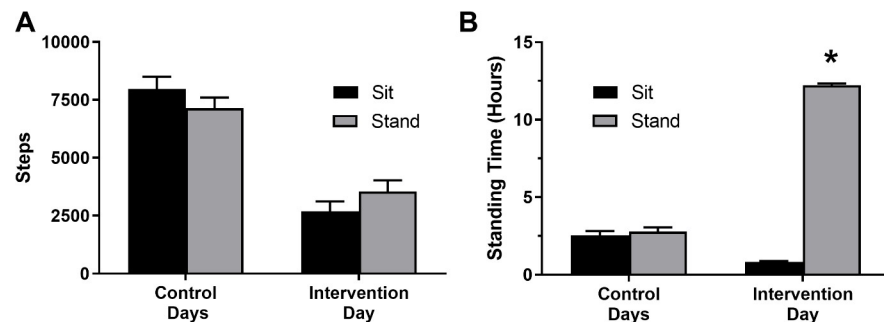 A
10000
7500
5000
2500
0
Steps
Sit
Stand
Control
Days
Intervention
Day
B
15
10
5
0
Standing Time (Hours)
Sit
Stand
*
Control
Days
Intervention
Day